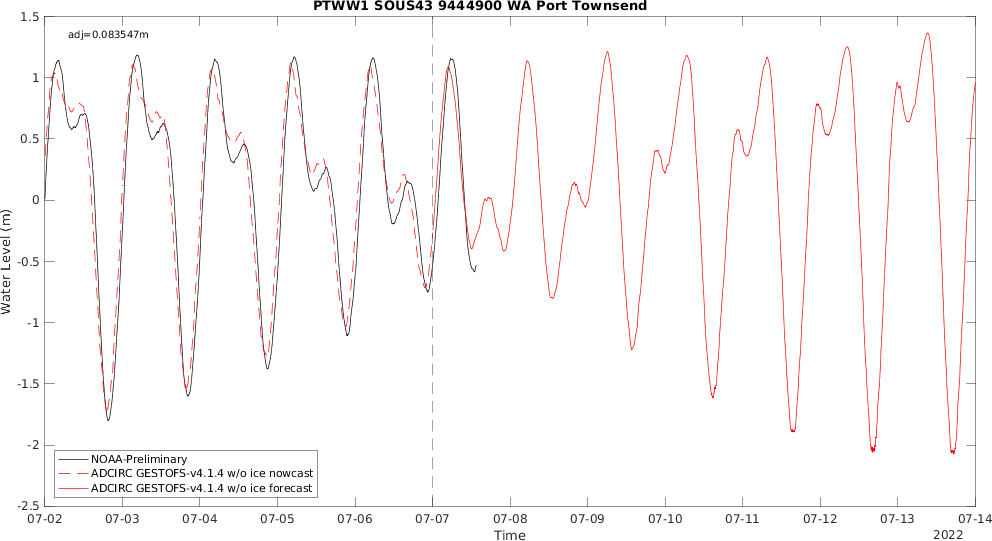 PTWW1 SOUS43 9444900 WA Port Townsend
adj=0.083547m
1.5
1
0.5
0
-0.5
-1
-1.5
-2
-2.5
Water Level (m)
NOAA-Preliminary
ADCIRC GESTOFS-v4.1.4 w/o ice nowcast
ADCIRC GESTOFS-v4.1.4 w/o ice forecast
07-02 07-03 07-04 07-05 07-06 07-07 07-08 07-09 07-10 07-11 07-12 07-13 07-14
Time
2022